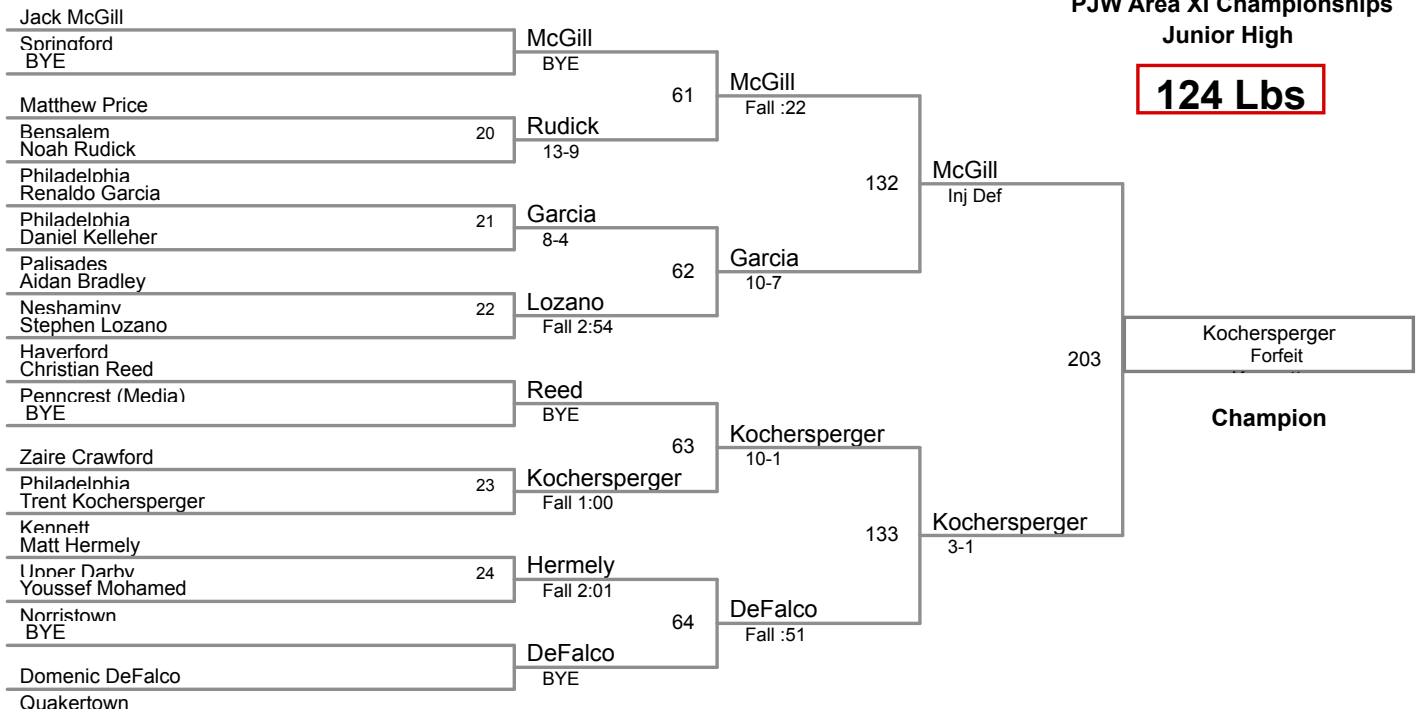 PJW Area XI Championships
Junior High
124 Lbs
Jack McGill
Springford
BYE
Matthew Price
Bensalem
Noah Rudick
Philadelphia
Renaldo Garcia
Philadelphia
Daniel Kelleher
Palisades
Aidan Bradley
Neshaminy
Stephen Lozano
Haverford
Christian Reed
Penncrest (Media)
BYE
Zaire Crawford
Philadelphia
Trent Kochersperger
Kennett
Matt Hermely
Upper Darby
Youssef Mohamed
Norristown
BYE
Domenic DeFalco
Quakertown
20
21
22
23
24
McGill
BYE
Rudick
13-9
Garcia
8-4
Lozano
Fall 2:54
Reed
BYE
Kochersperger
Fall 1:00
Hermely
Fall 2:01
DeFalco
BYE
61
62
63
64
McGill
Fall :22
Garcia
10-7
Kochersperger
10-1
DeFalco
Fall :51
132
133
McGill
Inj Def
Kochersperger
3-1
203
Kochersperger
Forfeit
Champion